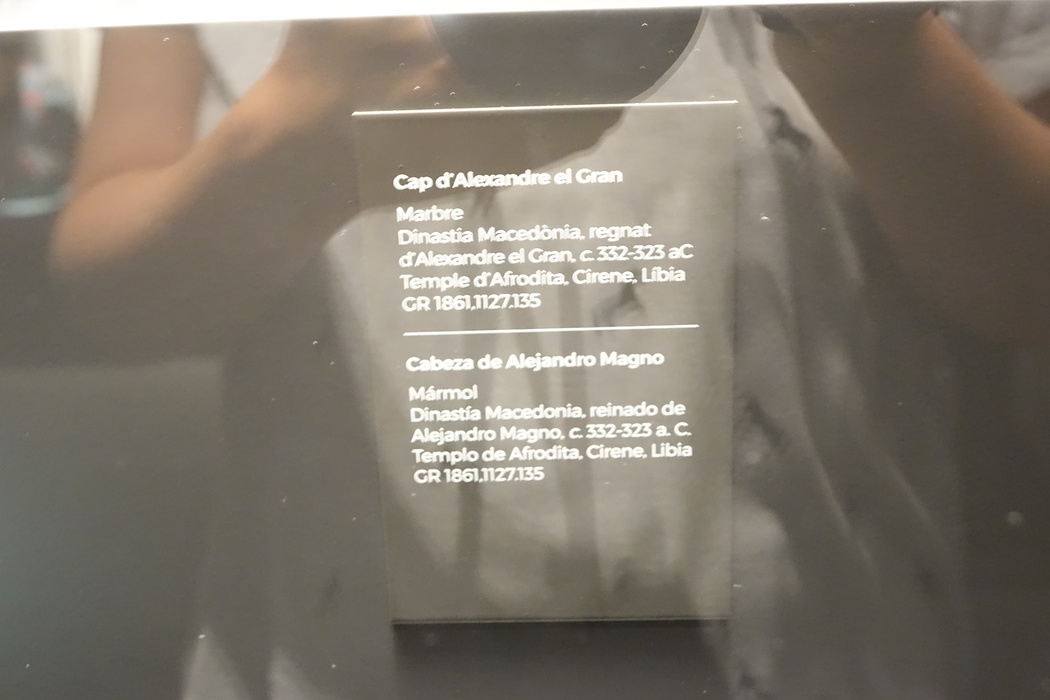 Cap d'Alexandre el Gran
Marbre
Dinastia Macedònia, regnat
d'Alexandre el Gran, c. 332-323 aC
Temple d'Afrodita, Cirene, Líbia
GR 1861,1127.135
Cabeza de Alejandro Magno
Mármol
Dinastía Macedonia, reinado de
Alejandro Magno, c. 332-323 a. C.
Templo de Afrodita, Cirene, Libia
GR 1861,1127.135